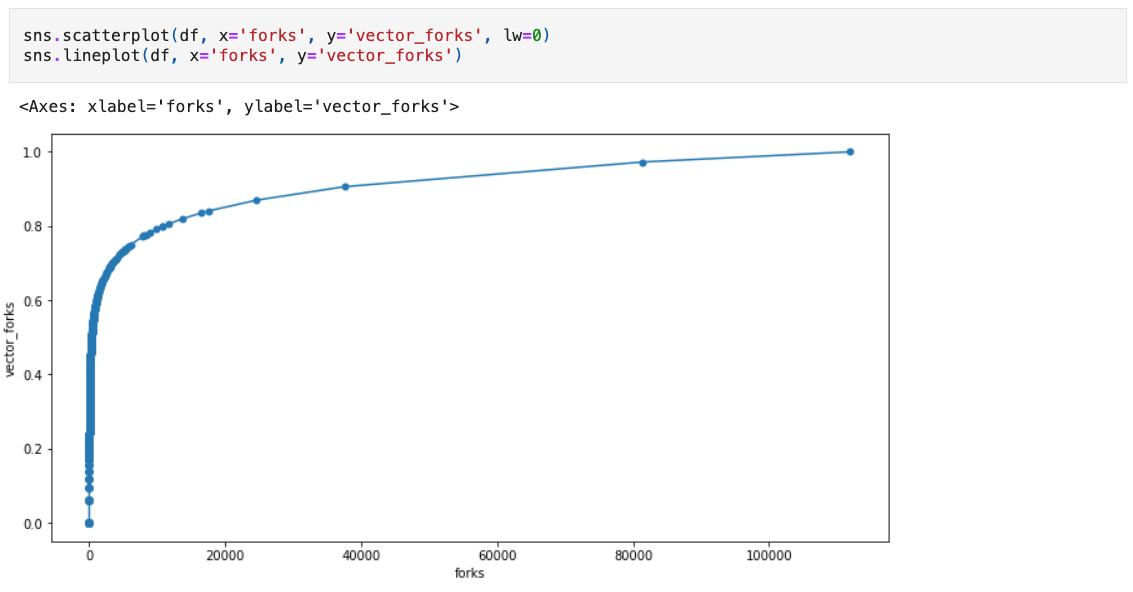 sns.scatterplot(df, x='forks', y='vector_forks', lw=0)
sns.lineplot(df, x='forks', y='vector_forks')
<Axes: xlabel='forks', ylabel='vector_forks'>
1.0
0.8
0.6
0.4
0.2
0.0
vector_forks
0 20000 40000 60000 80000 100000
forks